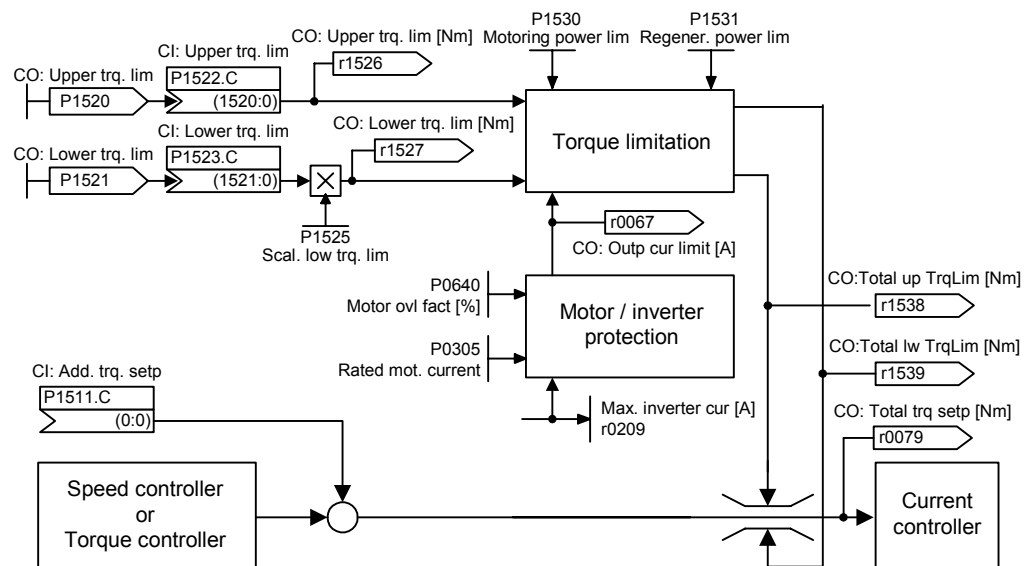 P1530
Motoring power lim
P1531
Regener. power lim
CO: Upper trq. lim [Nm]
r1526
CI: Upper trq. lim
P1522.C
(1520:0)
CO: Upper trq. lim
P1520
CI: Lower trq. lim
P1523.C
(1521:0)
CO: Lower trq. lim
P1521
CO: Lower trq. lim [Nm]
r1527
Torque limitation
P1525
Scal. low trq. lim
r0067
CO: Outp cur limit [A]
P0640
Motor ovl fact [%]
Motor / inverter
protection
P0305
Rated mot. current
CO:Total up TrqLim [Nm]
r1538
CO:Total lw TrqLim [Nm]
r1539
Max. inverter cur [A]
r0209
CI: Add. trq. setp
P1511.C
(0:0)
CO: Total trq setp [Nm]
r0079
Speed controller
or
Torque controller
Current
controller